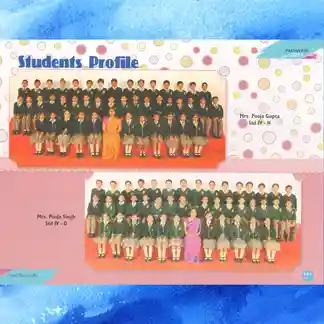 Students Profile
Mrs. Pooja Gupta
Std IV - N
Mrs. Pooja Singh
Std IV - O